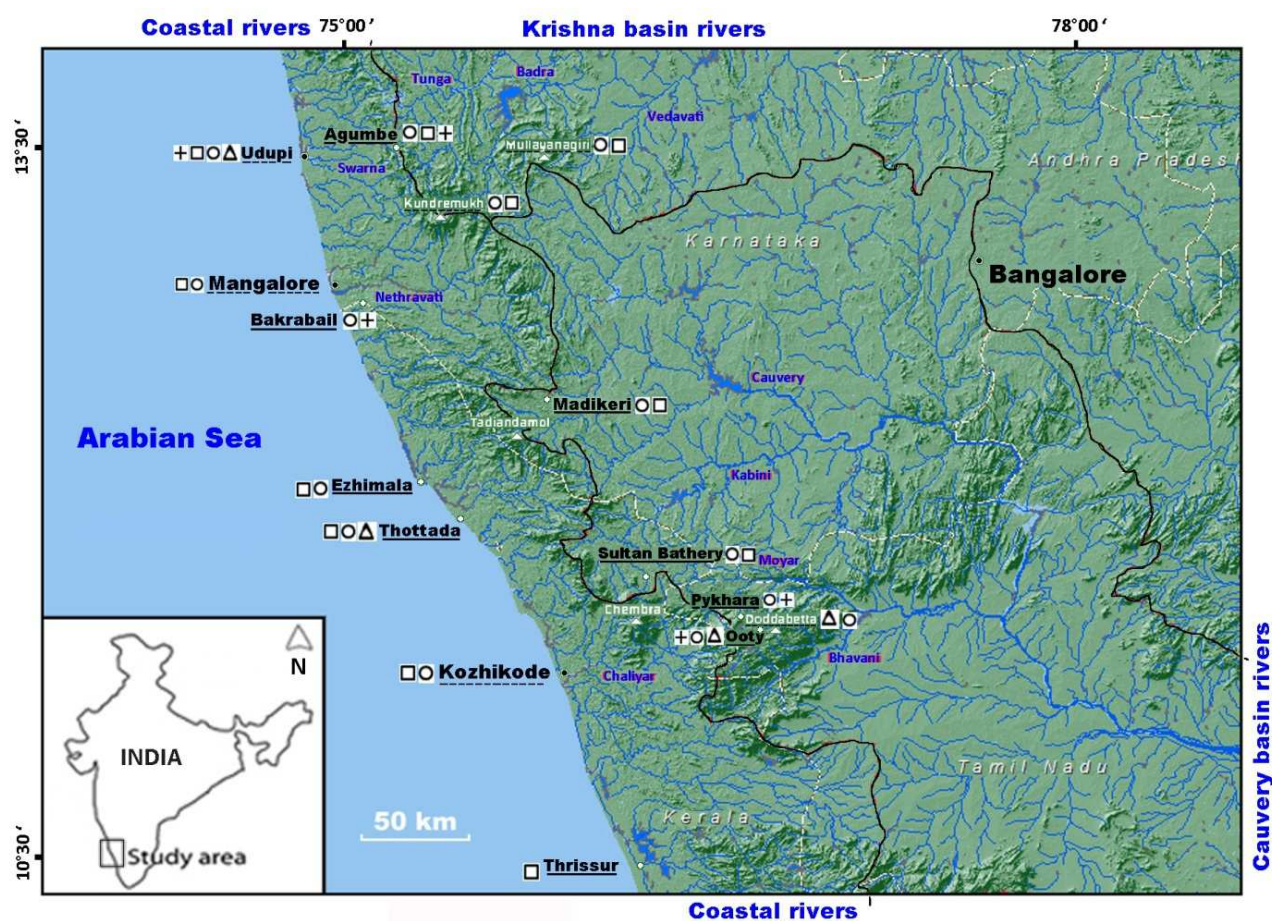 Coastal rivers
75°00′
Krishna basin rivers
78°00′
Tunga
Badra
Vedavati
13°30′
Agumbe
Mullayanagiri
Udupi
Swarna
Andhra Pradesh
Kundremukh
Karnataka
Bangalore
Mangalore
Nethravati
Bakrabail
Cauvery
Madikeri
Tadiandamol
Arabian Sea
Kabini
Ezhimala
Thottada
Sultan Bathery
Moyar
Pykhara
Chembra
Doddabetta
Ooty
Bhavani
Kozhikode
Chaliyar
N
INDIA
Study area
Tamil Nadu
50 km
Kerala
10°30′
Thrissur
Cauvery basin rivers
Coastal rivers